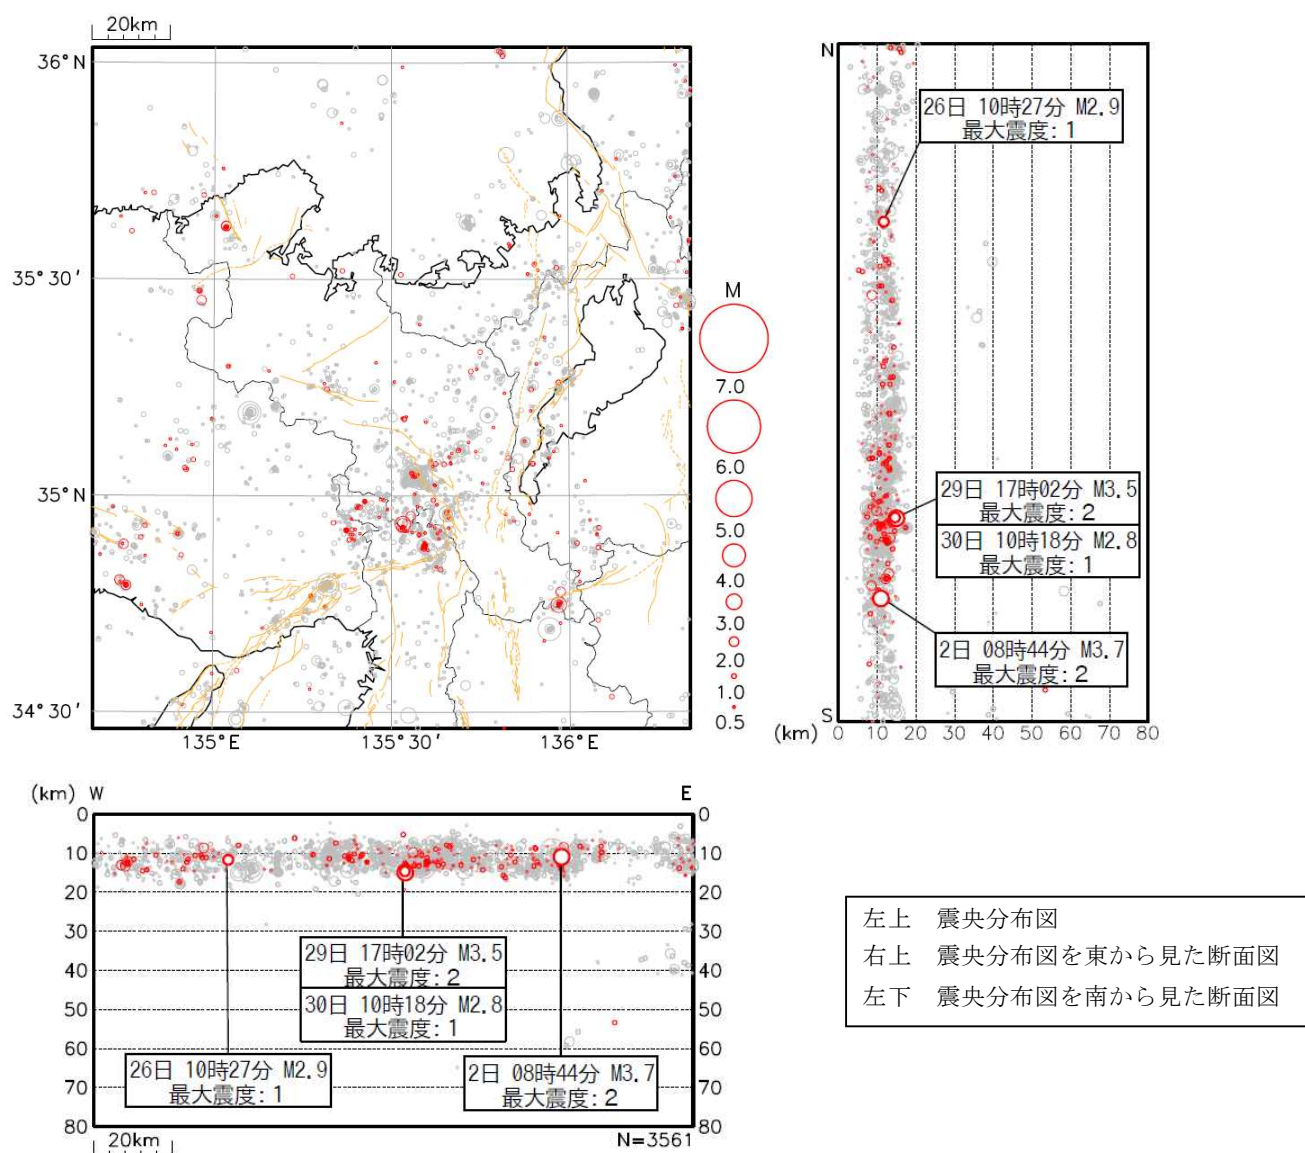 20km
36°N
35°30′
35°N
34°30′
135°E
135°30′
136°E
M
7.0
6.0
5.0
4.0
3.0
2.0
1.0
0.5
N
26日 10時27分 M2.9
最大震度: 1
29日 17時02分 M3.5
最大震度: 2
30日 10時18分 M2.8
最大震度: 1
2日 08時44分 M3.7
最大震度: 2
S
(km) 0 10 20 30 40 50 60 70 80
(km) W
E
0
10
20
30
40
50
60
70
80
0
10
20
30
40
50
60
70
80
29日 17時02分 M3.5
最大震度: 2
30日 10時18分 M2.8
最大震度: 1
26日 10時27分 M2.9
最大震度: 1
2日 08時44分 M3.7
最大震度: 2
20km
N=3561
左上 震央分布図
右上 震央分布図を東から見た断面図
左下 震央分布図を南から見た断面図